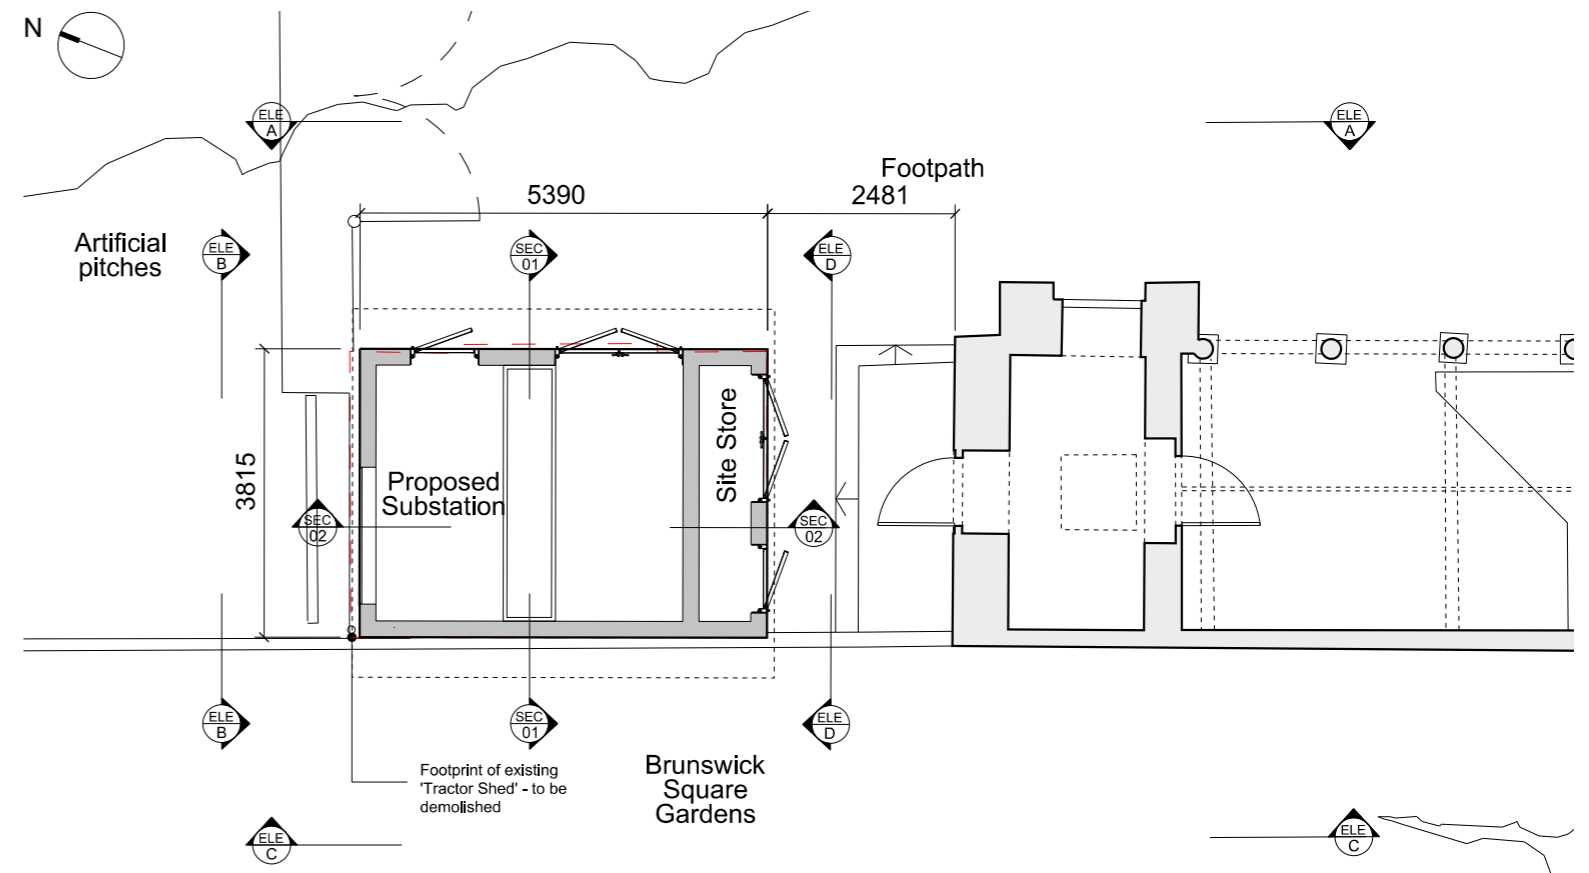 N
ELE
A
ELE
A
Footpath
5390
2481
Artificial
pitches
ELE
B
SEC
01
ELE
D
3815
Proposed
Substation
Site Store
SEC
02
SEC
02
ELE
B
SEC
01
ELE
D
Footprint of existing
'Tractor Shed' - to be
demolished
Brunswick
Square
Gardens
ELE
C
ELE
C